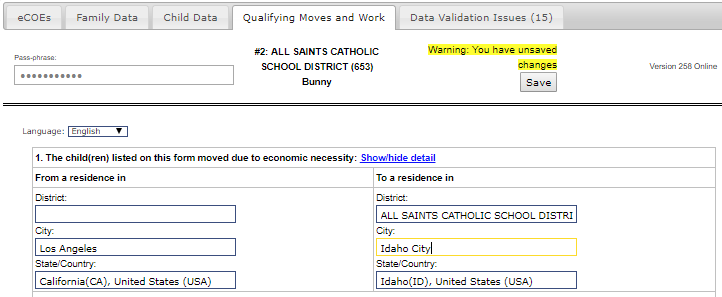 eCOEs Family Data Child Data Qualifying Moves and Work Data Validation Issues (15)
Pass-phrase:
#2: ALL SAINTS CATHOLIC
SCHOOL DISTRICT (653)
Bunny
Warning: You have unsaved
changes
Save
Version 258 Online
Language: English
1. The child(ren) listed on this form moved due to economic necessity: Show/hide detail
From a residence in To a residence in
District: District:
ALL SAINTS CATHOLIC SCHOOL DISTRI
City: City:
Los Angeles Idaho City
State/Country: State/Country:
California(CA), United States (USA) Idaho(ID), United States (USA)